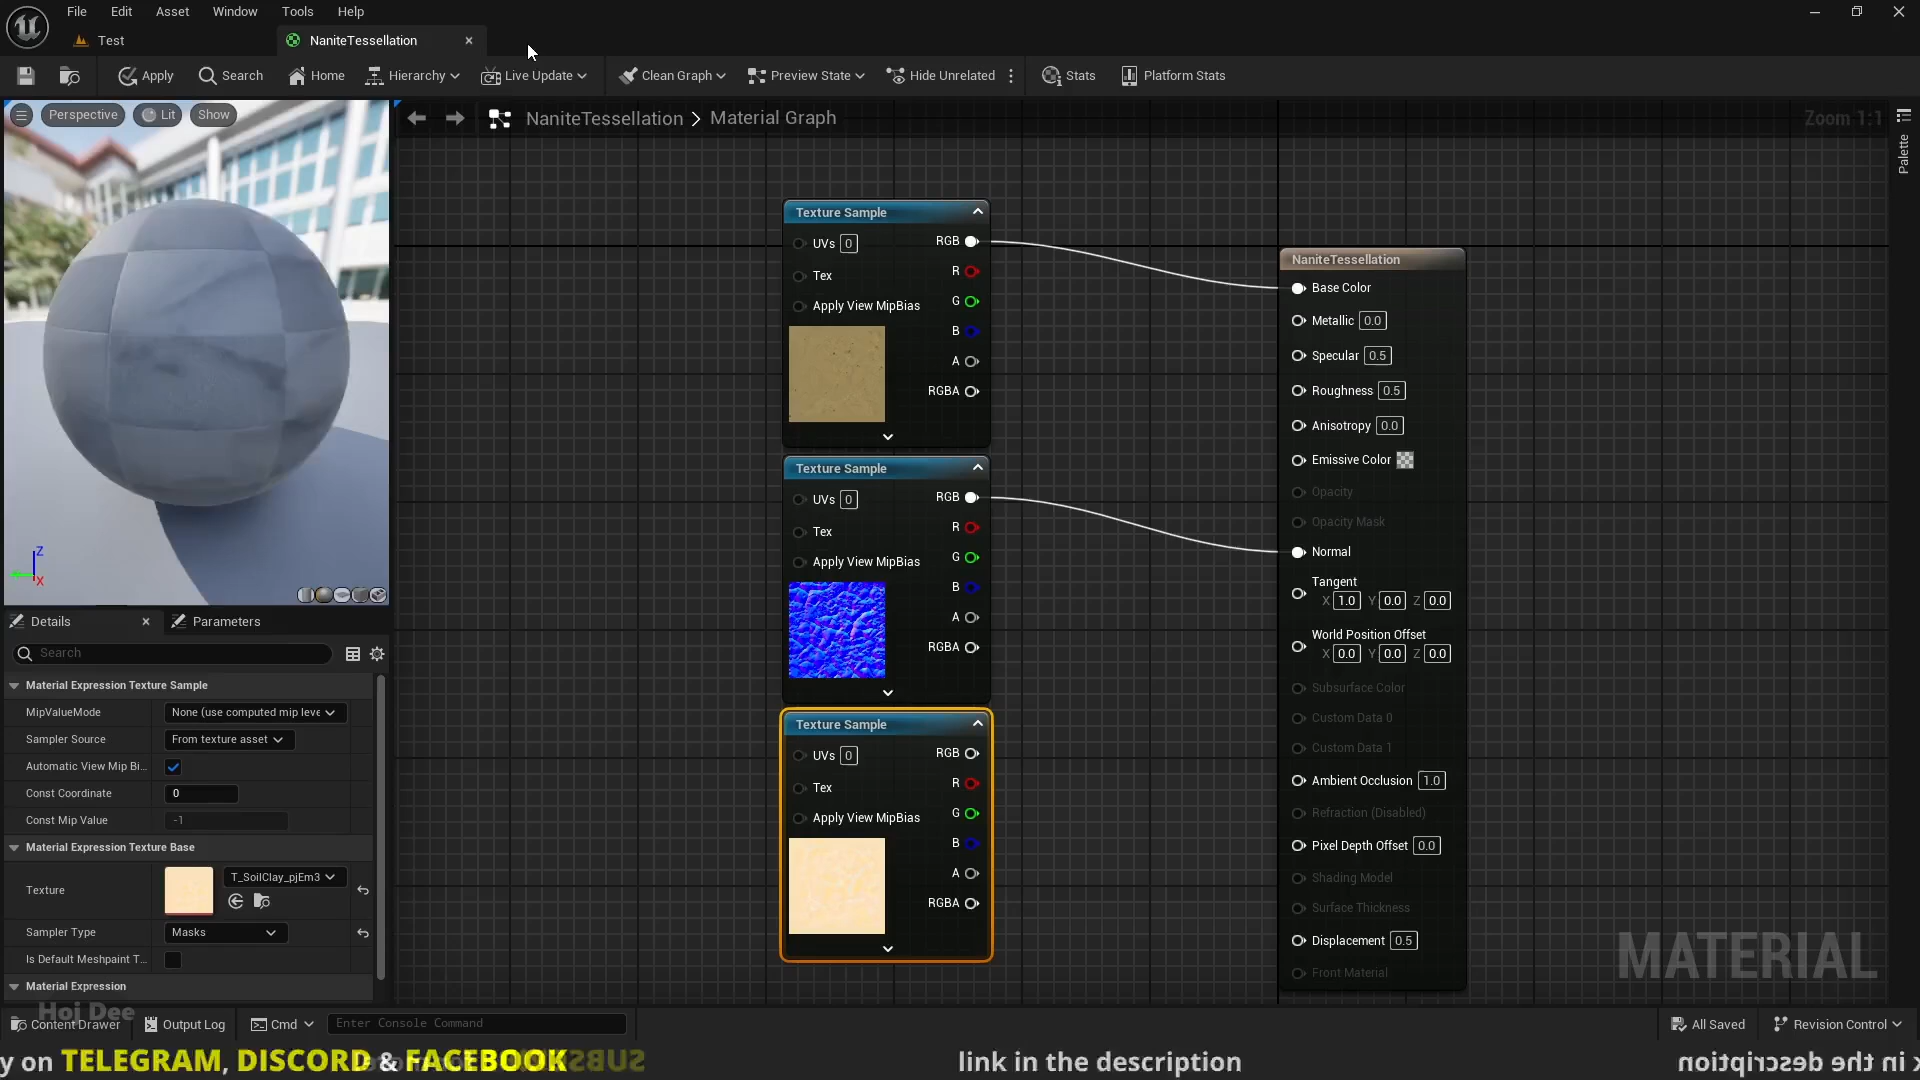 File Edit Asset Window Tools Help
Test NaniteTessellation
Apply Search Home Hierarchy Live Update Clean Graph Preview State Hide Unrelated Stats Platform Stats
Perspective Lit Show
NaniteTessellation > Material Graph
Zoom 1:1
Palette
Texture Sample
UVs 0 RGB
R
Tex
G
Apply View MipBias
B
A
RGBA
Texture Sample
UVs 0 RGB
R
Tex
G
Apply View MipBias
B
A
RGBA
Texture Sample
UVs 0 RGB
R
Tex
G
Apply View MipBias
B
A
RGBA
NaniteTessellation
Base Color
Metallic 0.0
Specular 0.5
Roughness 0.5
Anisotropy 0.0
Emissive Color
Opacity
Opacity Mask
Normal
Tangent
X 1.0 Y 0.0 Z 0.0
World Position Offset
X 0.0 Y 0.0 Z 0.0
Subsurface Color
Custom Data 0
Custom Data 1
Ambient Occlusion 1.0
Refraction (Disabled)
Pixel Depth Offset 0.0
Shading Model
Surface Thickness
Displacement 0.5
Front Material
MATERIAL
Z
X
Details Parameters
Search
Material Expression Texture Sample
MipValueMode None (use computed mip leve
Sampler Source From texture asset
Automatic View Mip Bi...
Const Coordinate 0
Const Mip Value -1
Material Expression Texture Base
Texture T_SoilClay_pjEm3
Sampler Type Masks
Is Default Meshpaint T...
Material Expression
Hoj Dee
Content Drawer Output Log Cmd Enter Console Command All Saved Revision Control
y on TELEGRAM, DISCORD & FACEBOOK
link in the description